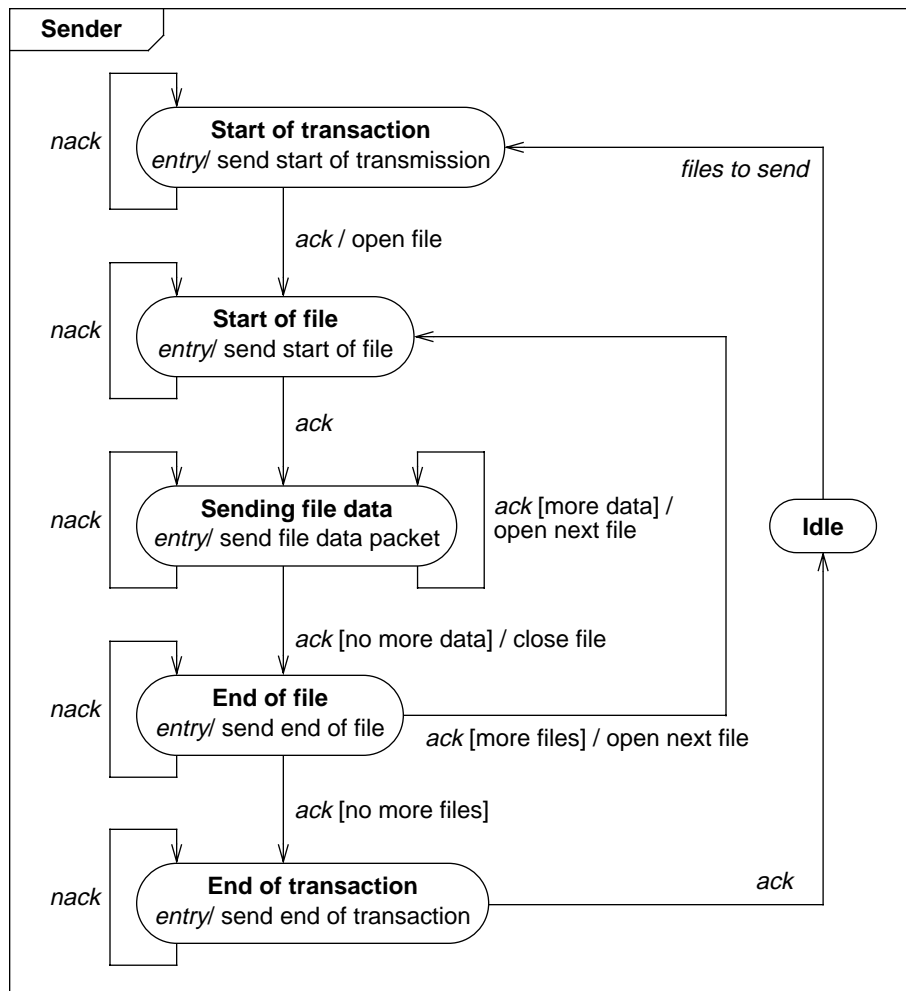 Sender
nack
Start of transaction
entry/ send start of transmission
files to send
ack / open file
nack
Start of file
entry/ send start of file
ack
nack
Sending file data
entry/ send file data packet
ack [more data] /
open next file
Idle
ack [no more data] / close file
nack
End of file
entry/ send end of file
ack [more files] / open next file
ack [no more files]
nack
End of transaction
entry/ send end of transaction
ack